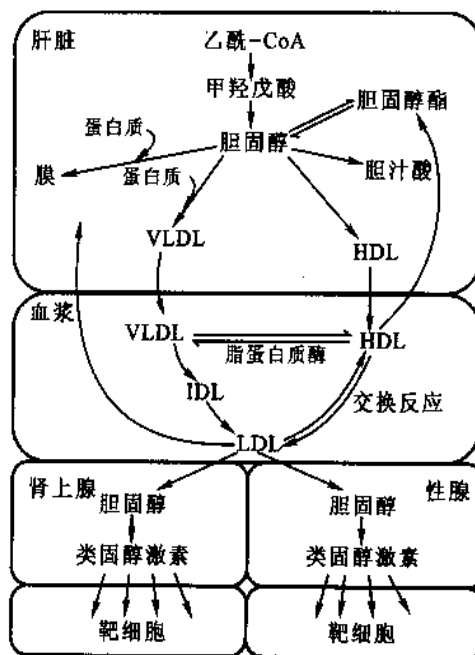 肝脏
乙酰-CoA
甲羟戊酸
胆固醇酯
蛋白质
胆固醇
膜
蛋白质
胆汁酸
VLDL
HDL
血浆
VLDL
HDL
脂蛋白质酶
IDL
交换反应
LDL
肾上腺
性腺
胆固醇
胆固醇
类固醇激素
类固醇激素
靶细胞
靶细胞